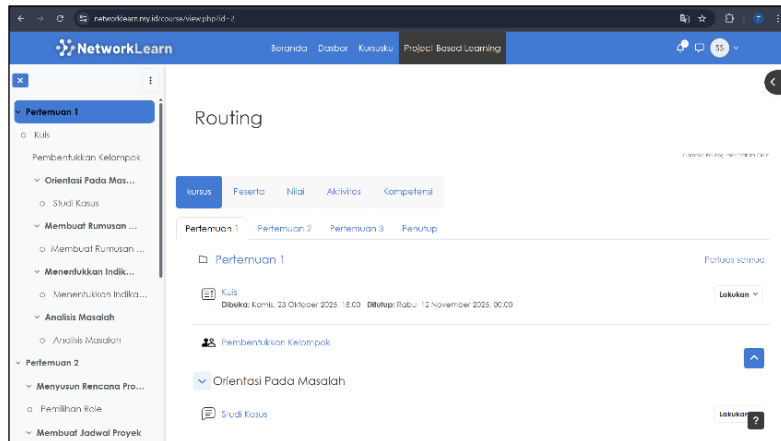 networklearn.my.id/course/view.php?id=2
NetworkLearn
Beranda Dasbor Kursusku Project Based Learning
SS
Pertemuan 1
Kuis
Pembentukkan Kelompok
Orientasi Pada Mas...
Studi Kasus
Membuat Rumusan ...
Membuat Rumusan ...
Menentukkan Indik...
Menentukkan Indika...
Analisis Masalah
Analisis Masalah
Pertemuan 2
Menyusun Rencana Pro...
Pemilihan Role
Membuat Jadwal Proyek
Routing
kursus Peserta Nilai Aktivitas Kompetensi
Pertemuan 1 Pertemuan 2 Pertemuan 3 Penutup
Pertemuan 1 Perluas semua
Kuis Lakukan
Dibuka: Kamis, 23 Oktober 2025, 18:00 Ditutup: Rabu, 12 November 2025, 00:00
Pembentukkan Kelompok
Orientasi Pada Masalah
Studi Kasus
?